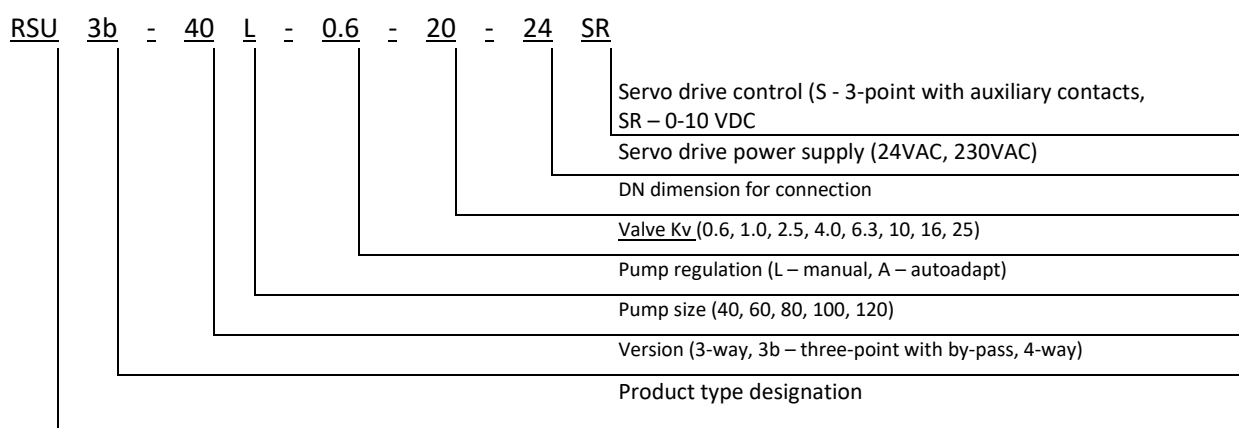 RSU 3b - 40 L - 0.6 - 20 - 24 SR
Servo drive control (S - 3-point with auxiliary contacts,
SR – 0-10 VDC
Servo drive power supply (24VAC, 230VAC)
DN dimension for connection
Valve Kv (0.6, 1.0, 2.5, 4.0, 6.3, 10, 16, 25)
Pump regulation (L – manual, A – autoadapt)
Pump size (40, 60, 80, 100, 120)
Version (3-way, 3b – three-point with by-pass, 4-way)
Product type designation